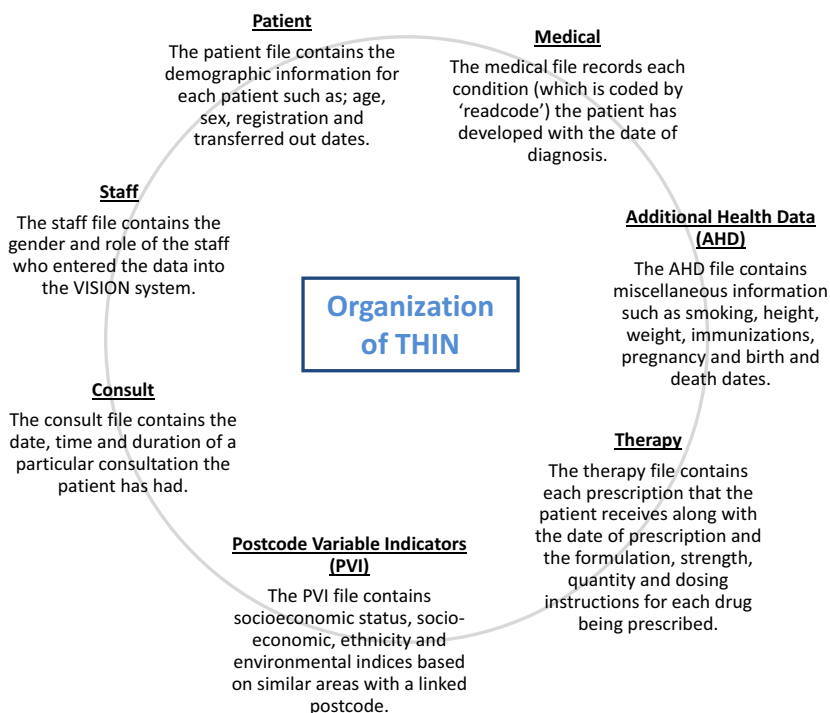 Patient
The patient file contains the
demographic information for
each patient such as; age,
sex, registration and
transferred out dates.
Medical
The medical file records each
condition (which is coded by
‘readcode’) the patient has
developed with the date of
diagnosis.
Additional Health Data
(AHD)
The AHD file contains
miscellaneous information
such as smoking, height,
weight, immunizations,
pregnancy and birth and
death dates.
Therapy
The therapy file contains
each prescription that the
patient receives along with
the date of prescription and
the formulation, strength,
quantity and dosing
instructions for each drug
being prescribed.
Postcode Variable Indicators
(PVI)
The PVI file contains
socioeconomic status, socio-
economic, ethnicity and
environmental indices based
on similar areas with a linked
postcode.
Consult
The consult file contains the
date, time and duration of a
particular consultation the
patient has had.
Staff
The staff file contains the
gender and role of the staff
who entered the data into
the VISION system.
Organization
of THIN